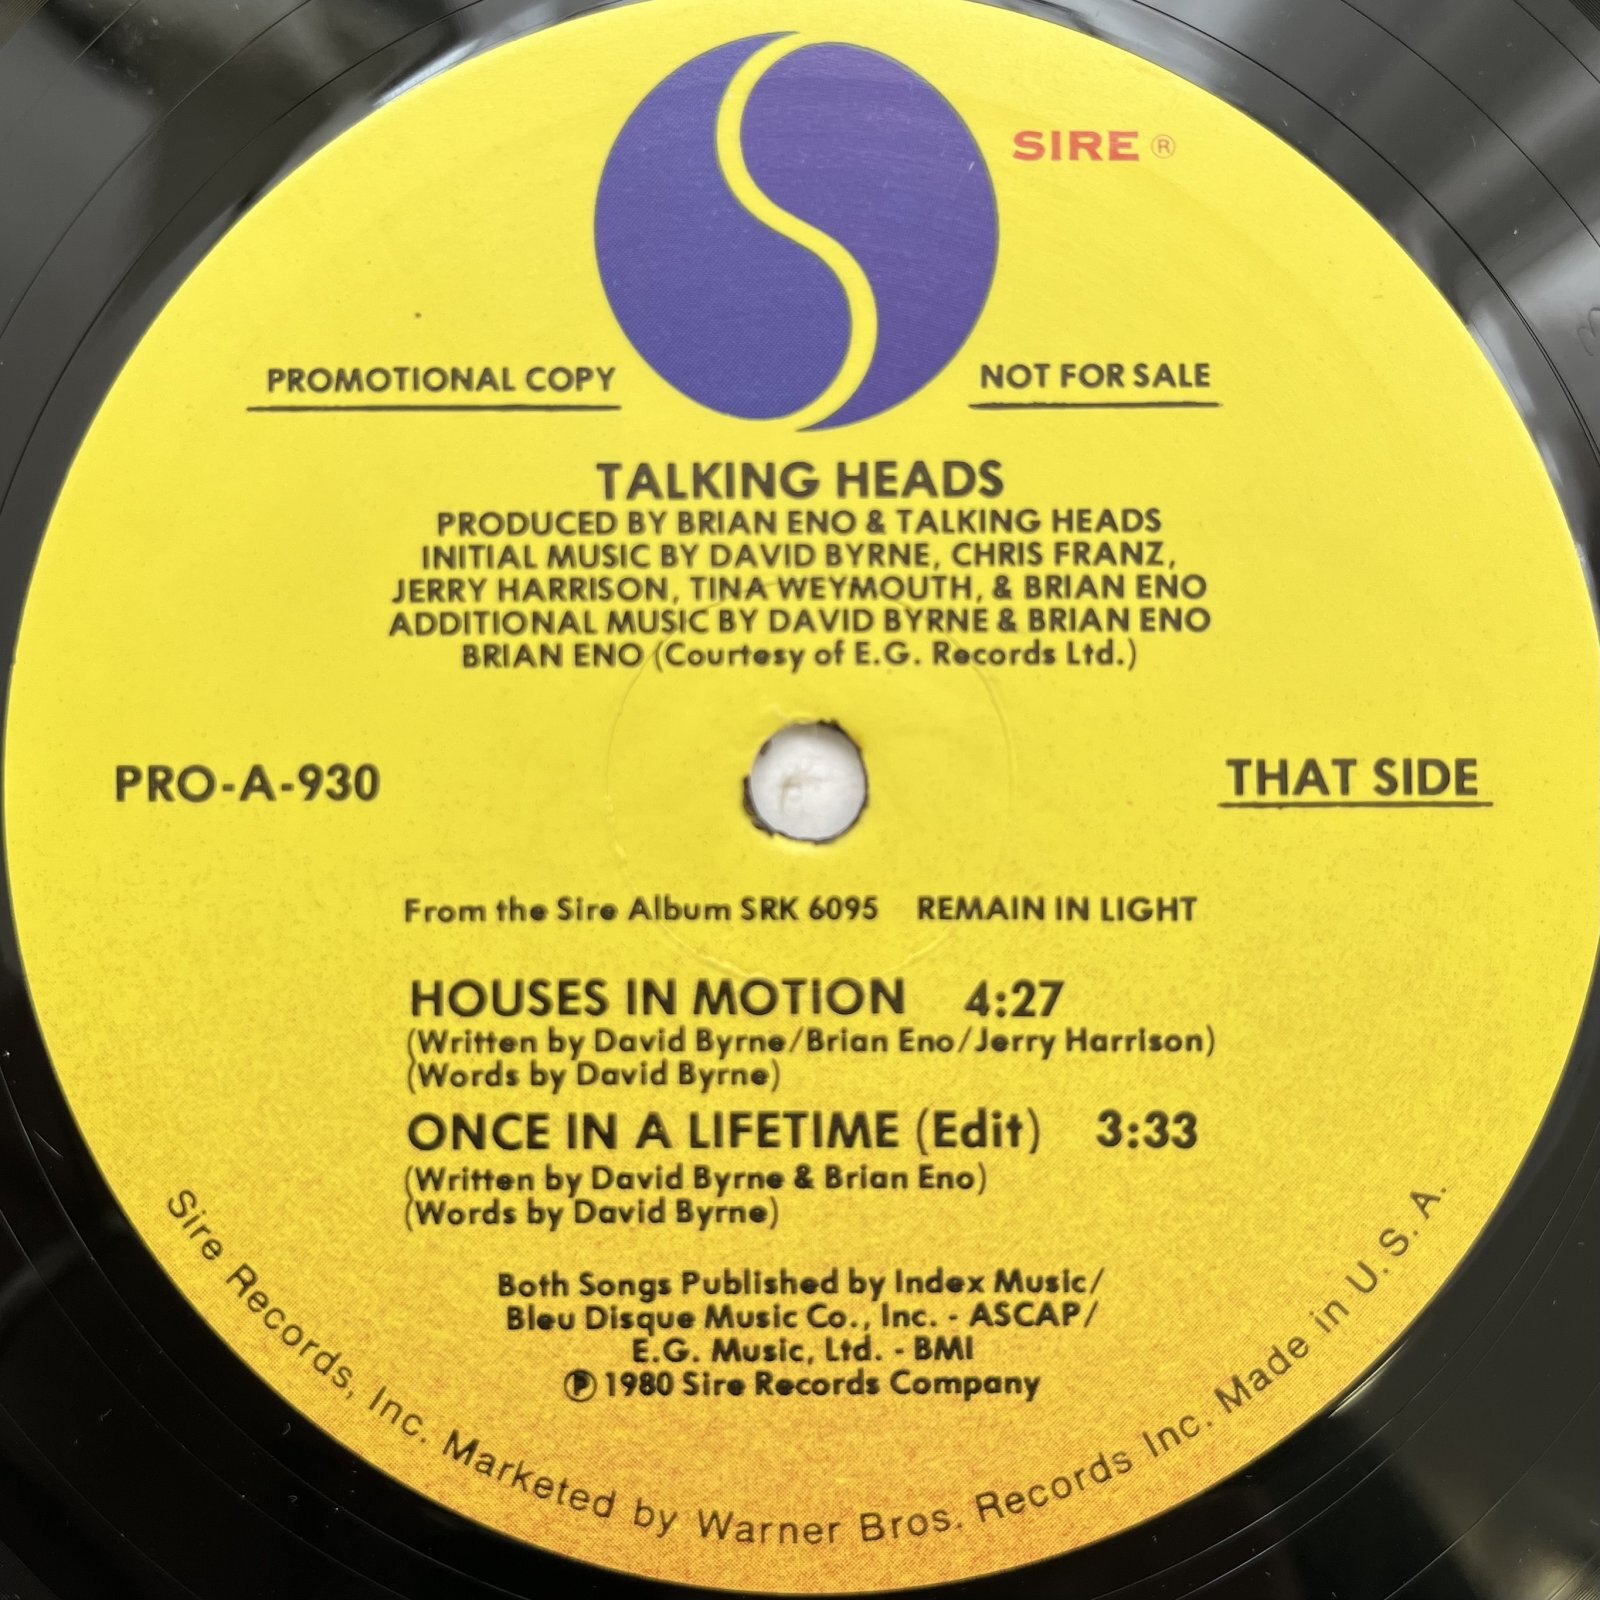 SIRE ®
PROMOTIONAL COPY
NOT FOR SALE
TALKING HEADS
PRODUCED BY BRIAN ENO & TALKING HEADS
INITIAL MUSIC BY DAVID BYRNE, CHRIS FRANZ,
JERRY HARRISON, TINA WEYMOUTH, & BRIAN ENO
ADDITIONAL MUSIC BY DAVID BYRNE & BRIAN ENO
BRIAN ENO (Courtesy of E.G. Records Ltd.)
PRO-A-930
THAT SIDE
From the Sire Album SRK 6095 REMAIN IN LIGHT
HOUSES IN MOTION 4:27
(Written by David Byrne/Brian Eno/Jerry Harrison)
(Words by David Byrne)
ONCE IN A LIFETIME (Edit) 3:33
(Written by David Byrne & Brian Eno)
(Words by David Byrne)
Both Songs Published by Index Music/
Bleu Disque Music Co., Inc. - ASCAP/
E.G. Music, Ltd. - BMI
℗ 1980 Sire Records Company
Sire Records, Inc. Marketed by Warner Bros. Records Inc. Made in U. S. A.